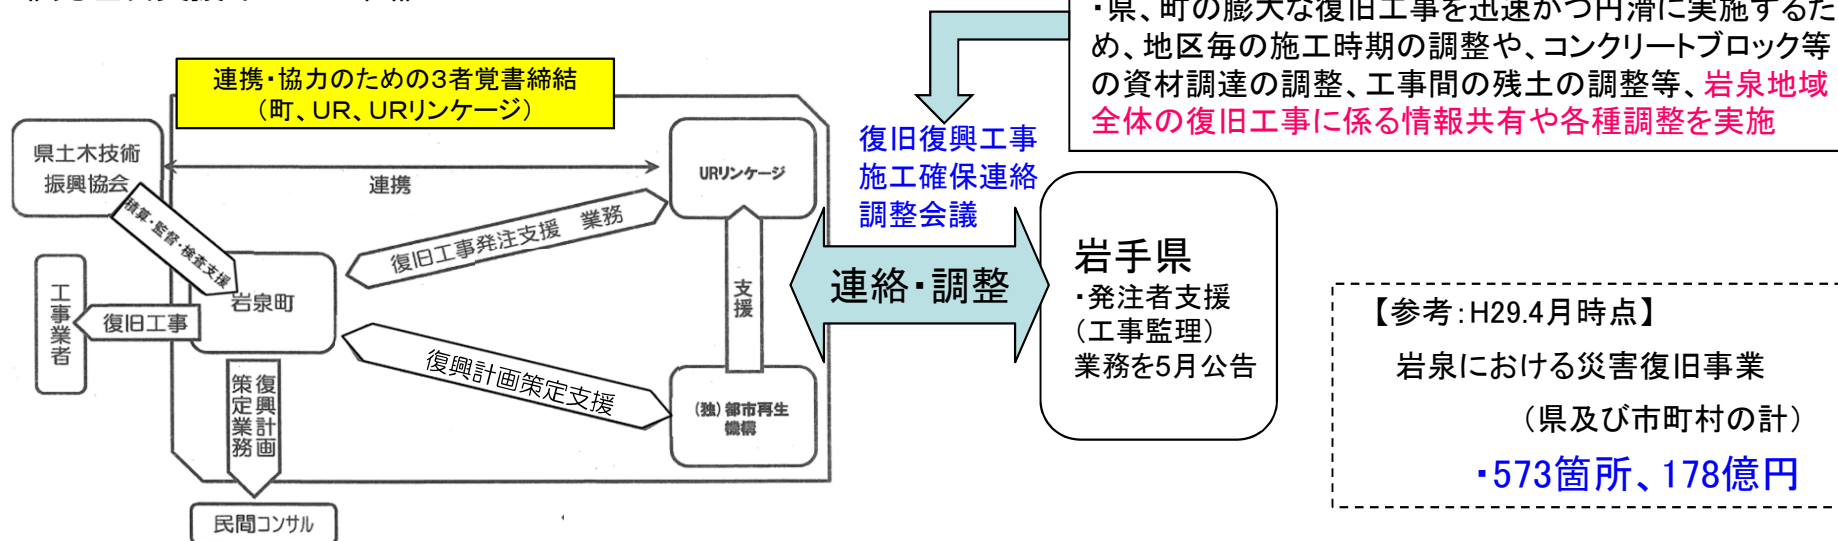 ・県、町の膨大な復旧工事を迅速かつ円滑に実施するた
め、地区毎の施工時期の調整や、コンクリートブロック等
の資材調達の調整、工事間の残土の調整等、岩泉地域
全体の復旧工事に係る情報共有や各種調整を実施
連携・協力のための3者覚書締結
(町、UR、URリンケージ)
県土木技術
振興協会
連携
URリンケージ
復旧復興工事
施工確保連絡
調整会議
積算・監督・検査支援
復旧工事発注支援 業務
岩泉町
復旧工事
工事業者
支援
連絡・調整
岩手県
・発注者支援
(工事監理)
業務を5月公告
復興計画策定支援
(独)都市再生
機構
復興計画
策定業務
民間コンサル
【参考:H29.4月時点】
岩泉における災害復旧事業
(県及び市町村の計)
・573箇所、178億円